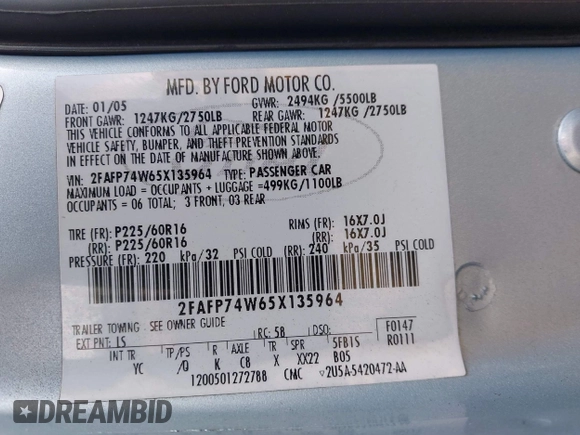 MFD. BY FORD MOTOR CO.
DATE: 01/05 GVWR: 2494KG /5500LB
FRONT GAWR: 1247KG/2750LB REAR GAWR: 1247KG /2750LB
THIS VEHICLE CONFORMS TO ALL APPLICABLE FEDERAL MOTOR
VEHICLE SAFETY, BUMPER, AND THEFT PREVENTION STANDARDS
IN EFFECT ON THE DATE OF MANUFACTURE SHOWN ABOVE.
VIN: 2FAFP74W65X135964 TYPE: PASSENGER CAR
MAXIMUM LOAD = OCCUPANTS + LUGGAGE =499KG/1100LB
OCCUPANTS = 06 TOTAL; 3 FRONT, 03 REAR
TIRE (FR): P225/60R16 RIMS (FR): 16X7.0J
(RR): P225/60R16 (RR): 16X7.0J
PRESSURE (FR): 220 kPa/32 PSI COLD (RR): 240 kPa/35 PSI COLD
2FAFP74W65X135964
TRAILER TOWING - SEE OWNER GUIDE
EXT PNT: LS RC: 5B DSO: F0147
INT TR TP/PS R AXLE TR SPR 5FB1S R0111
YC /Q K C8 X XX22 B05
1200501272788 CMC 2U5A-5420472-AA
DREAMBID